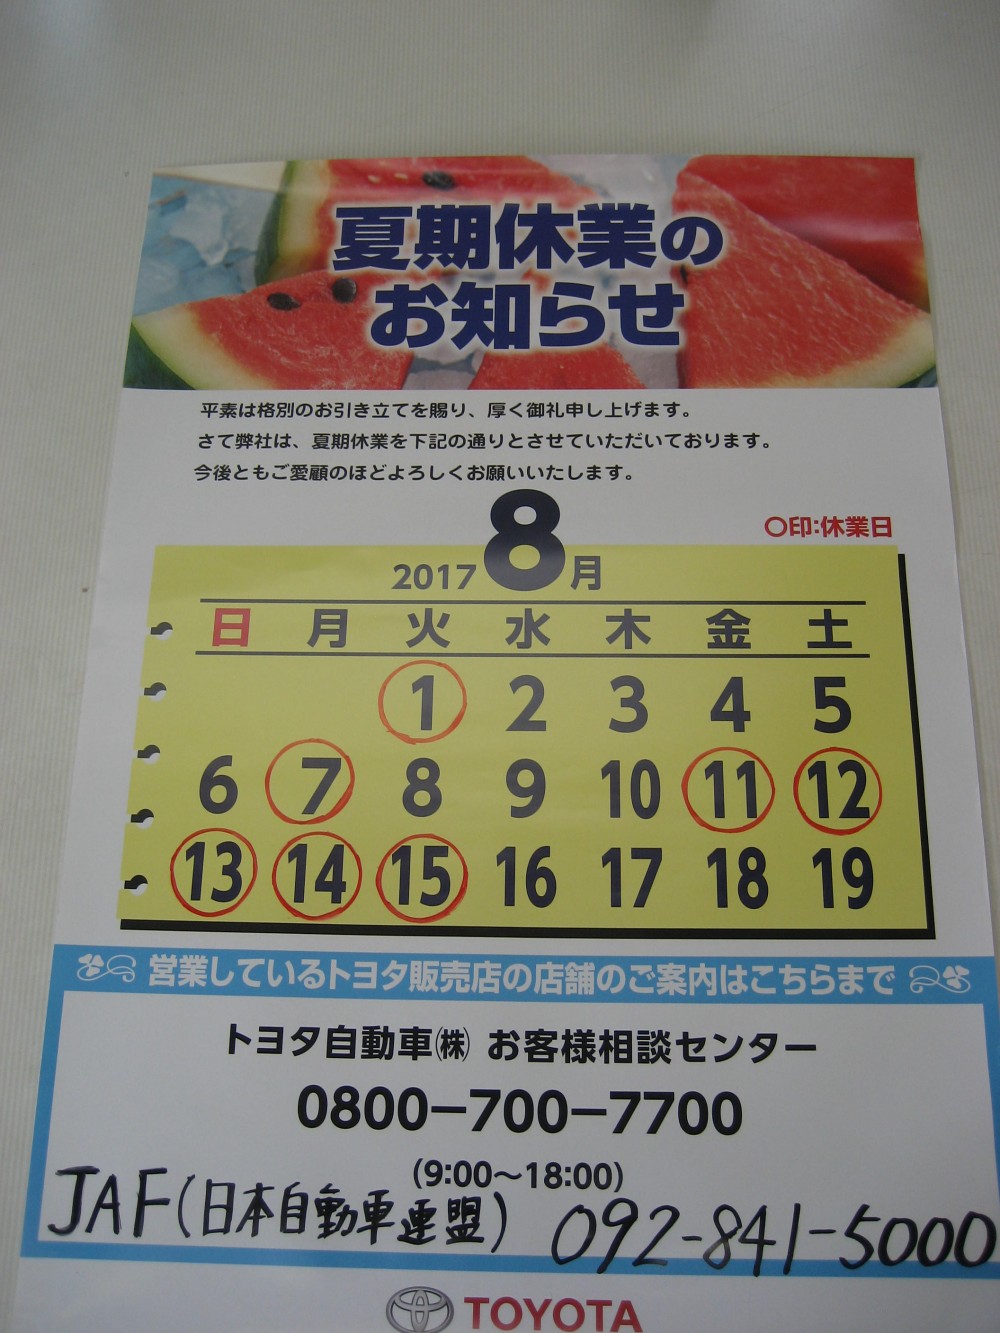 夏期休業の
お知らせ
平素は格別のお引き立てを賜り、厚く御礼申し上げます。
さて弊社は、夏期休業を下記の通りとさせていただいております。
今後ともご愛顧のほどよろしくお願いいたします。
〇印:休業日
2017 8月
日 月 火 水 木 金 土
1 2 3 4 5
6 7 8 9 10 11 12
13 14 15 16 17 18 19
営業しているトヨタ販売店の店舗のご案内はこちらまで
トヨタ自動車㈱ お客様相談センター
0800-700-7700
(9:00~18:00)
JAF(日本自動車連盟) 092-841-5000
TOYOTA